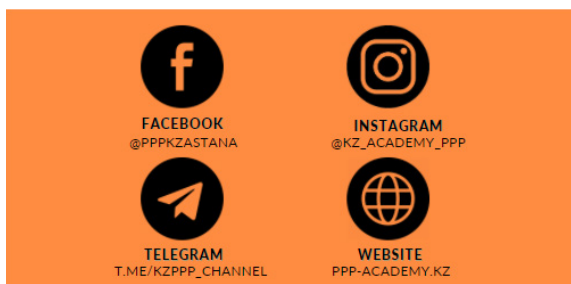 FACEBOOK
@PPPKZASTANA
INSTAGRAM
@KZ_ACADEMY_PPP
TELEGRAM
T.ME/KZPPP_CHANNEL
WEBSITE
PPP-ACADEMY.KZ